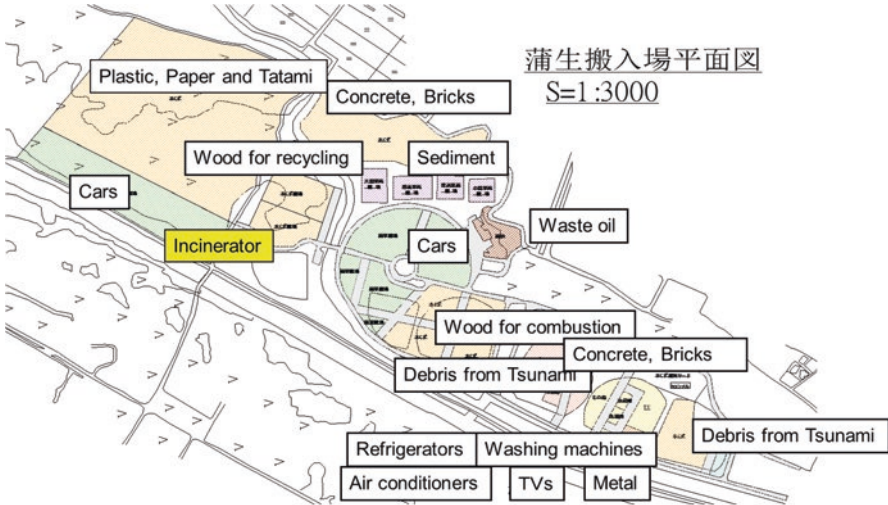 蒲生搬入場平面図
S=1:3000
Plastic, Paper and Tatami
Concrete, Bricks
Wood for recycling
Sediment
Cars
Waste oil
Incinerator
Cars
Wood for combustion
Concrete, Bricks
Debris from Tsunami
Debris from Tsunami
Refrigerators
Washing machines
Air conditioners
TVs
Metal